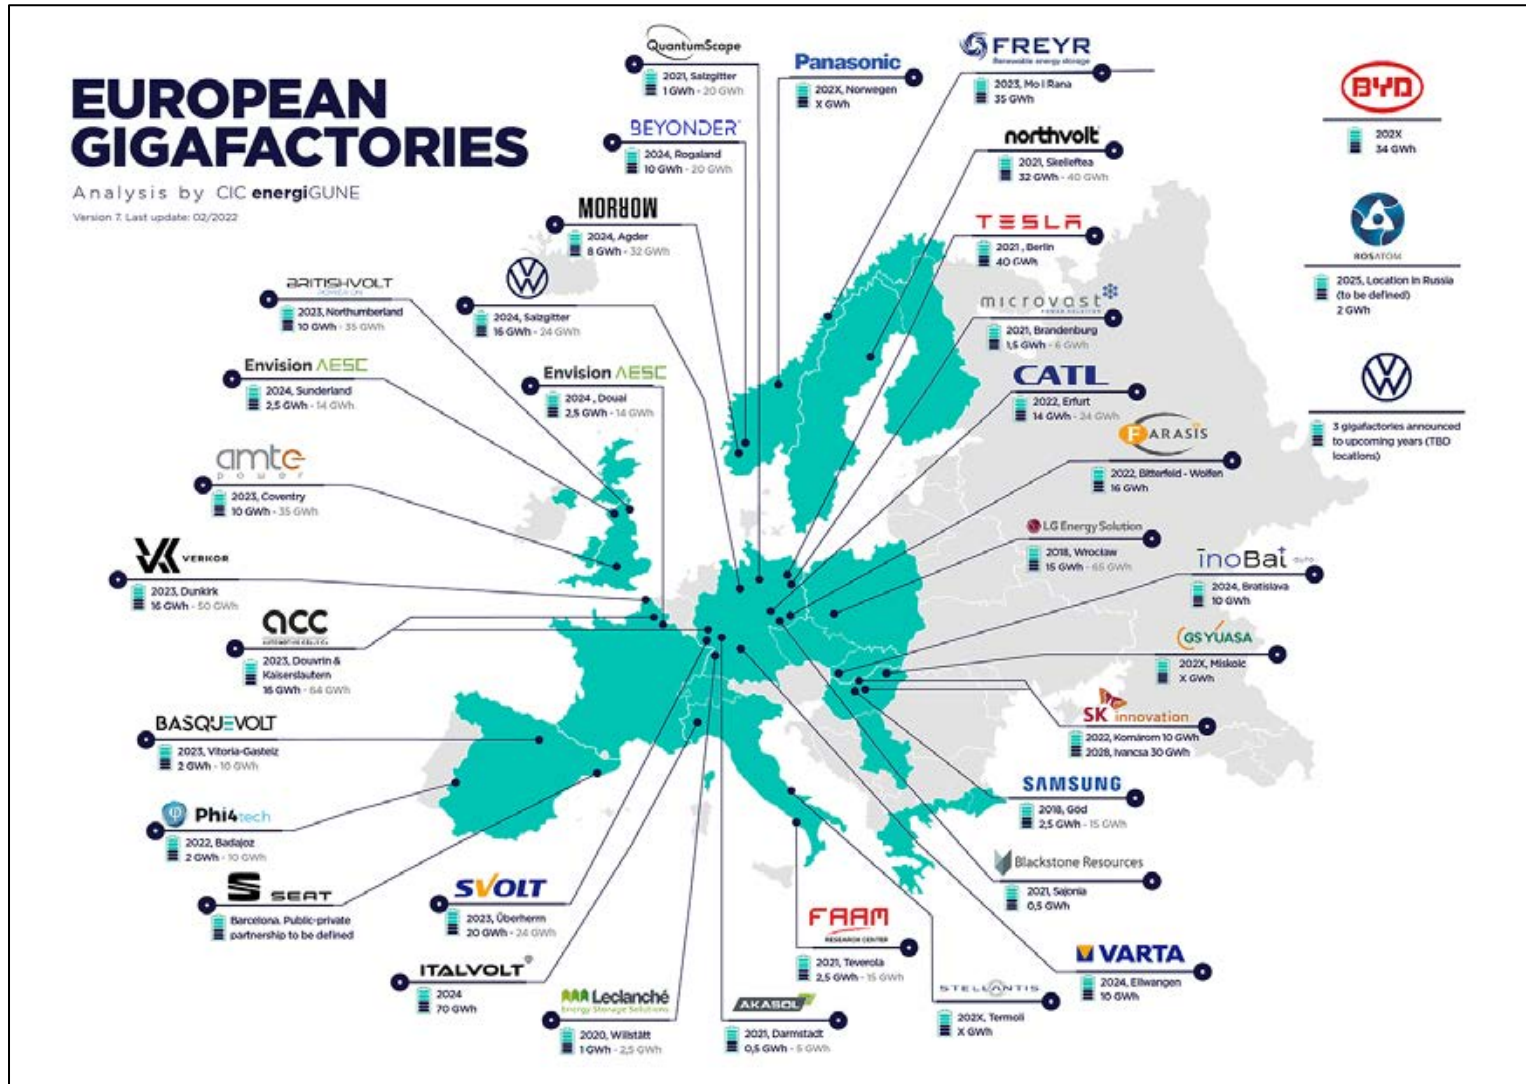 EUROPEAN
GIGAFACTORIES
Analysis by CIC energiGUNE
Version 7. Last update: 02/2022
QuantumScape
2021, Salzgitter
1 GWh - 20 GWh
BEYONDER
2024, Rogaland
10 GWh - 20 GWh
MORROW
2024, Agder
8 GWh - 32 GWh
2024, Salzgitter
16 GWh - 24 GWh
BRITISHVOLT
2023, Northumberland
10 GWh - 35 GWh
Envision AESC
2024, Sunderland
2,5 GWh - 14 GWh
Envision AESC
2024 , Douai
2,5 GWh - 14 GWh
amte
power
2023, Coventry
10 GWh - 35 GWh
VERKOR
2023, Dunkirk
16 GWh - 50 GWh
acc
2023, Douvrin &
Kaiserslautern
16 GWh - 64 GWh
BASQUEVOLT
2023, Vitoria-Gasteiz
2 GWh - 10 GWh
Phi4tech
2022, Badajoz
2 GWh - 10 GWh
SEAT
Barcelona. Public-private
partnership to be defined
SVOLT
2023, Überherrn
20 GWh - 24 GWh
ITALVOLT
2024
70 GWh
Leclanché
Energy Storage Solutions
2020, Willstätt
1 GWh - 2,5 GWh
AKASOL
2021, Darmstadt
0,5 GWh - 5 GWh
FAAM
RESEARCH CENTER
2021, Teverola
2,5 GWh - 15 GWh
STELLANTIS
202X, Termoli
X GWh
VARTA
2024, Ellwangen
10 GWh
Blackstone Resources
2021, Sajonia
0,5 GWh
SAMSUNG
2018, Göd
2,5 GWh - 15 GWh
SK innovation
2022, Komárom 10 GWh
2028, Ivancsa 30 GWh
GS YUASA
202X, Miskolc
X GWh
inoBat auto
2024, Bratislava
10 GWh
LG Energy Solution
2018, Wrocław
15 GWh - 65 GWh
FARASIS
2022, Bitterfeld - Wolfen
16 GWh
CATL
2022, Erfurt
14 GWh - 24 GWh
microvast
POWER SOLUTION
2021, Brandenburg
1,5 GWh - 6 GWh
TESLA
2021 , Berlin
40 GWh
northvolt
2021, Skelleftea
32 GWh - 40 GWh
FREYR
Renewable energy storage
2023, Mo I Rana
35 GWh
Panasonic
202X, Norwegen
X GWh
BYD
202X
34 GWh
ROSATOM
2025, Location in Russia
(to be defined)
2 GWh
3 gigafactories announced
to upcoming years (TBD
locations)